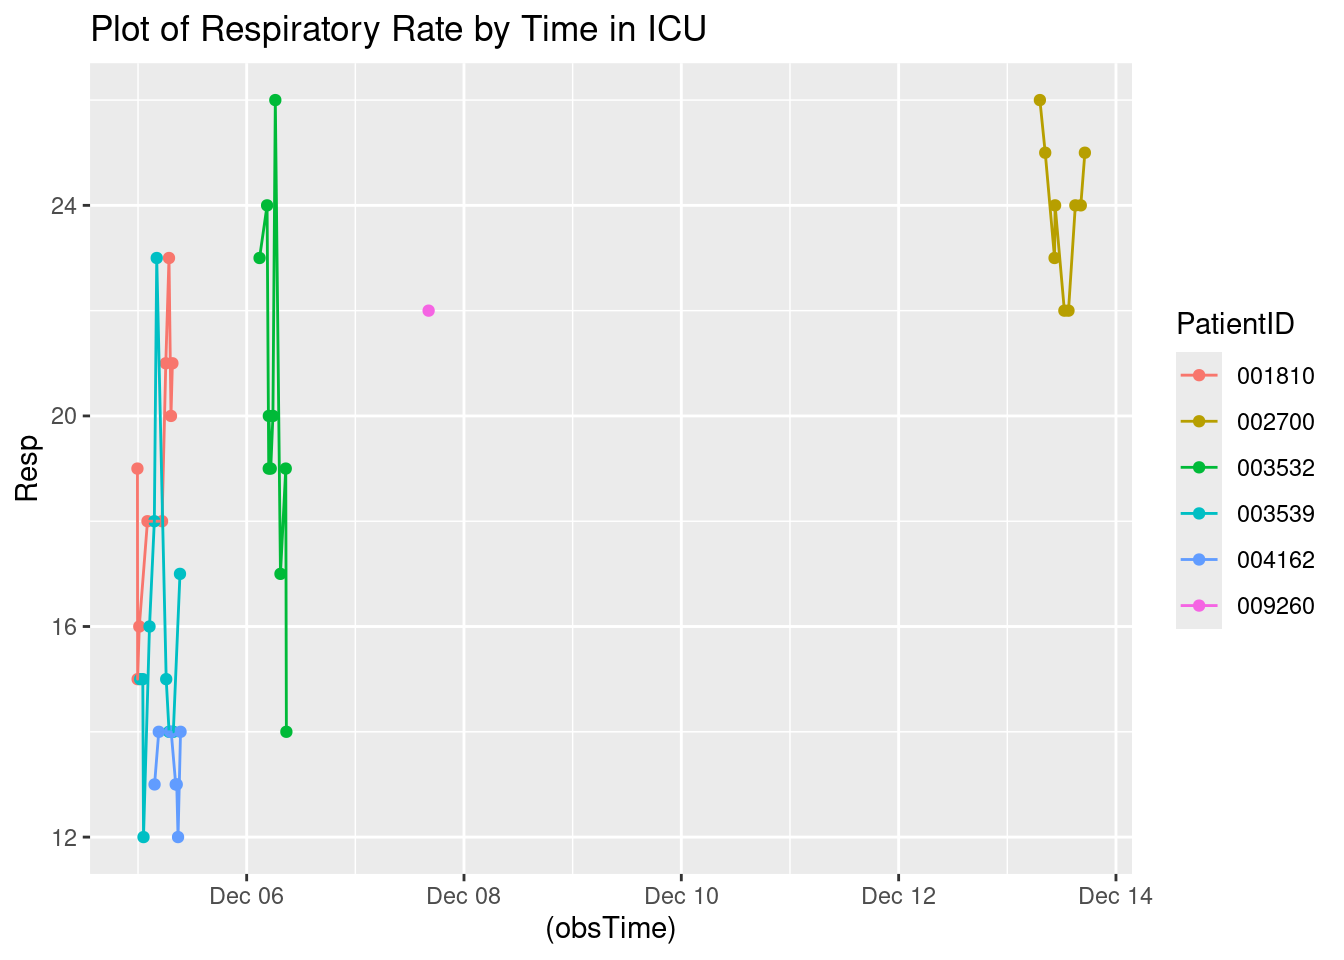 Plot of Respiratory Rate by Time in ICU
24
20
16
12
Resp
Dec 06
Dec 08
Dec 10
Dec 12
Dec 14
(obsTime)
PatientID
001810
002700
003532
003539
004162
009260